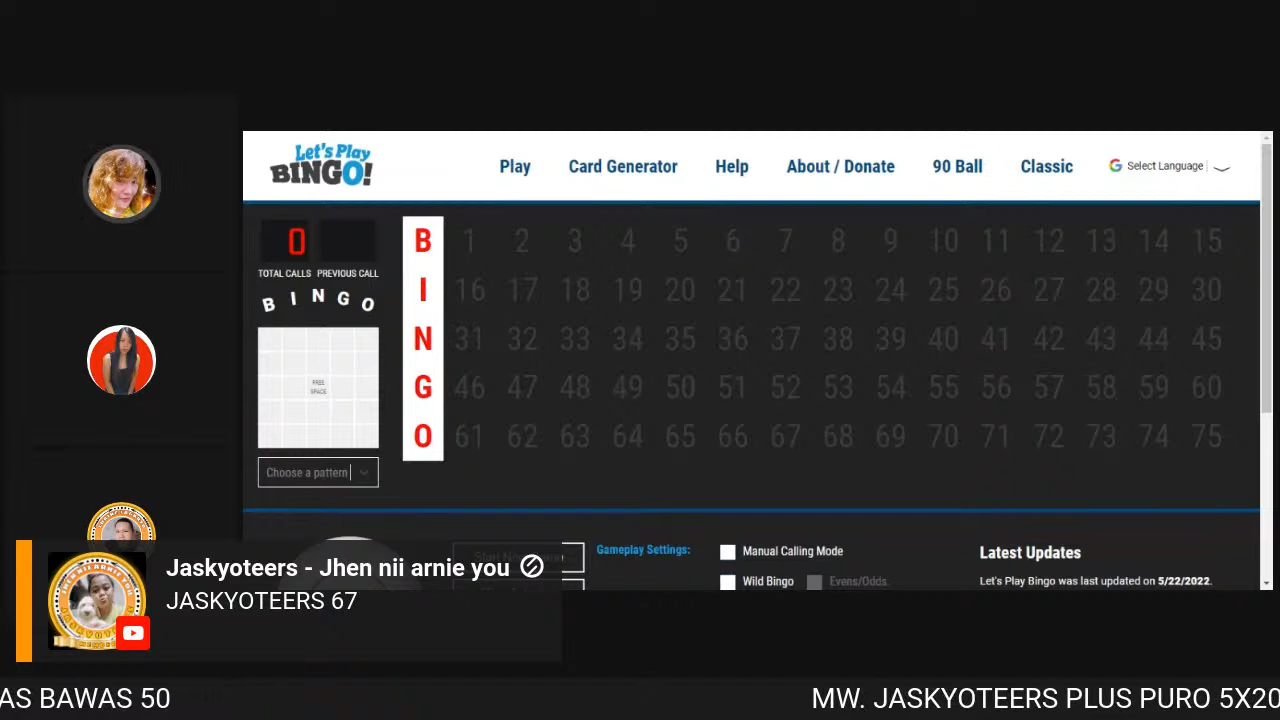 Let's Play
BINGO!
Play Card Generator Help About / Donate 90 Ball Classic Select Language
0
TOTAL CALLS PREVIOUS CALL
B I N G O
FREE
SPACE
Choose a pattern
B 1 2 3 4 5 6 7 8 9 10 11 12 13 14 15
I 16 17 18 19 20 21 22 23 24 25 26 27 28 29 30
N 31 32 33 34 35 36 37 38 39 40 41 42 43 44 45
G 46 47 48 49 50 51 52 53 54 55 56 57 58 59 60
O 61 62 63 64 65 66 67 68 69 70 71 72 73 74 75
Gameplay Settings:
Manual Calling Mode
Wild Bingo Evens/Odds
Latest Updates
Let's Play Bingo was last updated on 5/22/2022.
Jaskyoteers - Jhen nii arnie you
JASKYOTEERS 67
AS BAWAS 50 MW. JASKYOTEERS PLUS PURO 5X20